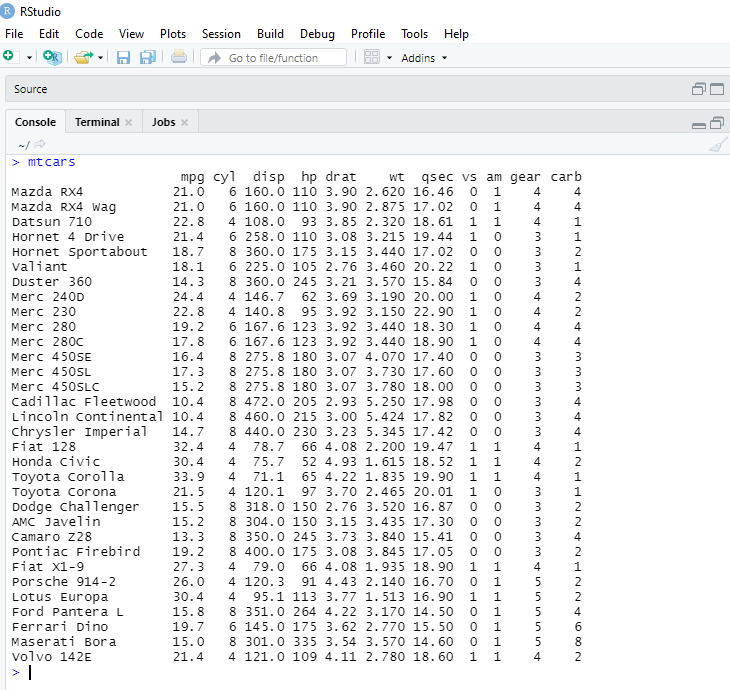 RStudio
File Edit Code View Plots Session Build Debug Profile Tools Help
Go to file/function Addins
Source
Console Terminal Jobs
~/
> mtcars
mpg cyl disp hp drat wt qsec vs am gear carb
Mazda RX4 21.0 6 160.0 110 3.90 2.620 16.46 0 1 4 4
Mazda RX4 Wag 21.0 6 160.0 110 3.90 2.875 17.02 0 1 4 4
Datsun 710 22.8 4 108.0 93 3.85 2.320 18.61 1 1 4 1
Hornet 4 Drive 21.4 6 258.0 110 3.08 3.215 19.44 1 0 3 1
Hornet Sportabout 18.7 8 360.0 175 3.15 3.440 17.02 0 0 3 2
Valiant 18.1 6 225.0 105 2.76 3.460 20.22 1 0 3 1
Duster 360 14.3 8 360.0 245 3.21 3.570 15.84 0 0 3 4
Merc 240D 24.4 4 146.7 62 3.69 3.190 20.00 1 0 4 2
Merc 230 22.8 4 140.8 95 3.92 3.150 22.90 1 0 4 2
Merc 280 19.2 6 167.6 123 3.92 3.440 18.30 1 0 4 4
Merc 280C 17.8 6 167.6 123 3.92 3.440 18.90 1 0 4 4
Merc 450SE 16.4 8 275.8 180 3.07 4.070 17.40 0 0 3 3
Merc 450SL 17.3 8 275.8 180 3.07 3.730 17.60 0 0 3 3
Merc 450SLC 15.2 8 275.8 180 3.07 3.780 18.00 0 0 3 3
Cadillac Fleetwood 10.4 8 472.0 205 2.93 5.250 17.98 0 0 3 4
Lincoln Continental 10.4 8 460.0 215 3.00 5.424 17.82 0 0 3 4
Chrysler Imperial 14.7 8 440.0 230 3.23 5.345 17.42 0 0 3 4
Fiat 128 32.4 4 78.7 66 4.08 2.200 19.47 1 1 4 1
Honda Civic 30.4 4 75.7 52 4.93 1.615 18.52 1 1 4 2
Toyota Corolla 33.9 4 71.1 65 4.22 1.835 19.90 1 1 4 1
Toyota Corona 21.5 4 120.1 97 3.70 2.465 20.01 1 0 3 1
Dodge Challenger 15.5 8 318.0 150 2.76 3.520 16.87 0 0 3 2
AMC Javelin 15.2 8 304.0 150 3.15 3.435 17.30 0 0 3 2
Camaro Z28 13.3 8 350.0 245 3.73 3.840 15.41 0 0 3 4
Pontiac Firebird 19.2 8 400.0 175 3.08 3.845 17.05 0 0 3 2
Fiat X1-9 27.3 4 79.0 66 4.08 1.935 18.90 1 1 4 1
Porsche 914-2 26.0 4 120.3 91 4.43 2.140 16.70 0 1 5 2
Lotus Europa 30.4 4 95.1 113 3.77 1.513 16.90 1 1 5 2
Ford Pantera L 15.8 8 351.0 264 4.22 3.170 14.50 0 1 5 4
Ferrari Dino 19.7 6 145.0 175 3.62 2.770 15.50 0 1 5 6
Maserati Bora 15.0 8 301.0 335 3.54 3.570 14.60 0 1 5 8
Volvo 142E 21.4 4 121.0 109 4.11 2.780 18.60 1 1 4 2
>